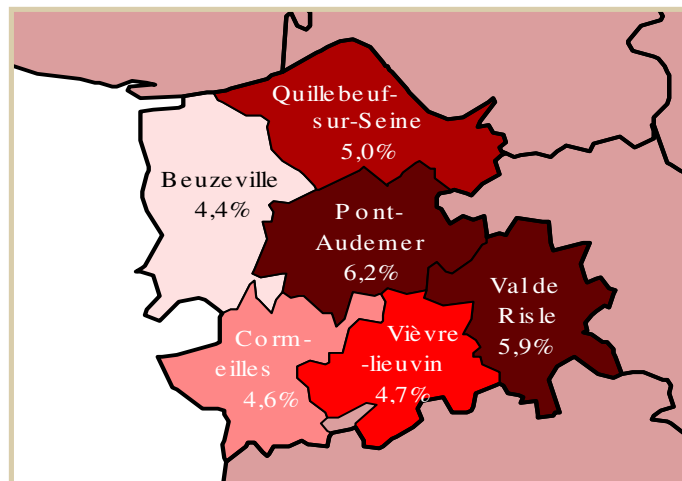 Quillebeuf-
sur-Seine
5,0%
Beuzeville
4,4%
Pont-
Audemer
6,2%
Val de
Risle
5,9%
Corm-
eilles
4,6%
Vièvre
-lieuvin
4,7%